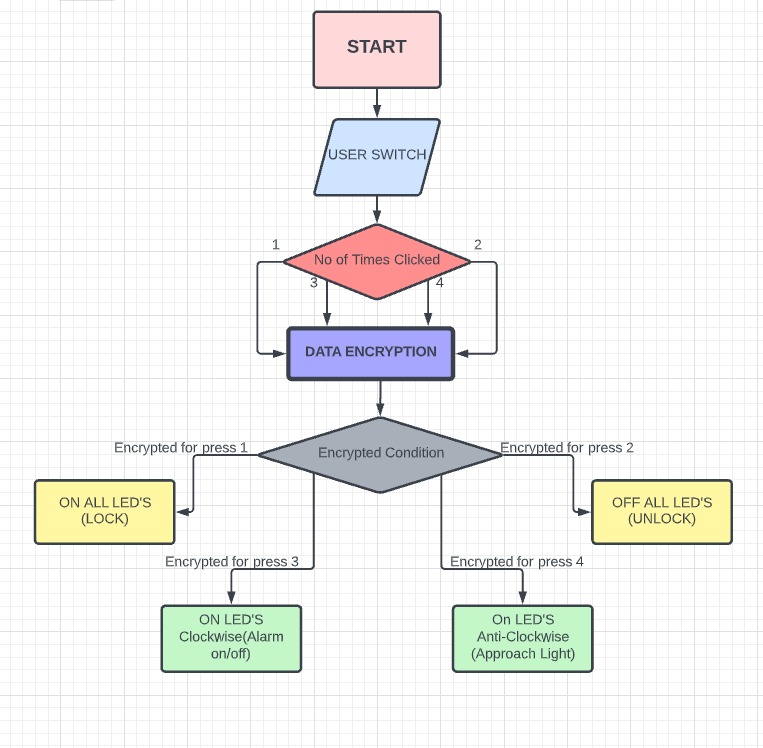 START
USER SWITCH
1
2
No of Times Clicked
3
4
DATA ENCRYPTION
Encrypted for press 1
Encrypted Condition
Encrypted for press 2
ON ALL LED'S
(LOCK)
OFF ALL LED'S
(UNLOCK)
Encrypted for press 3
Encrypted for press 4
ON LED'S
Clockwise(Alarm
on/off)
On LED'S
Anti-Clockwise
(Approach Light)